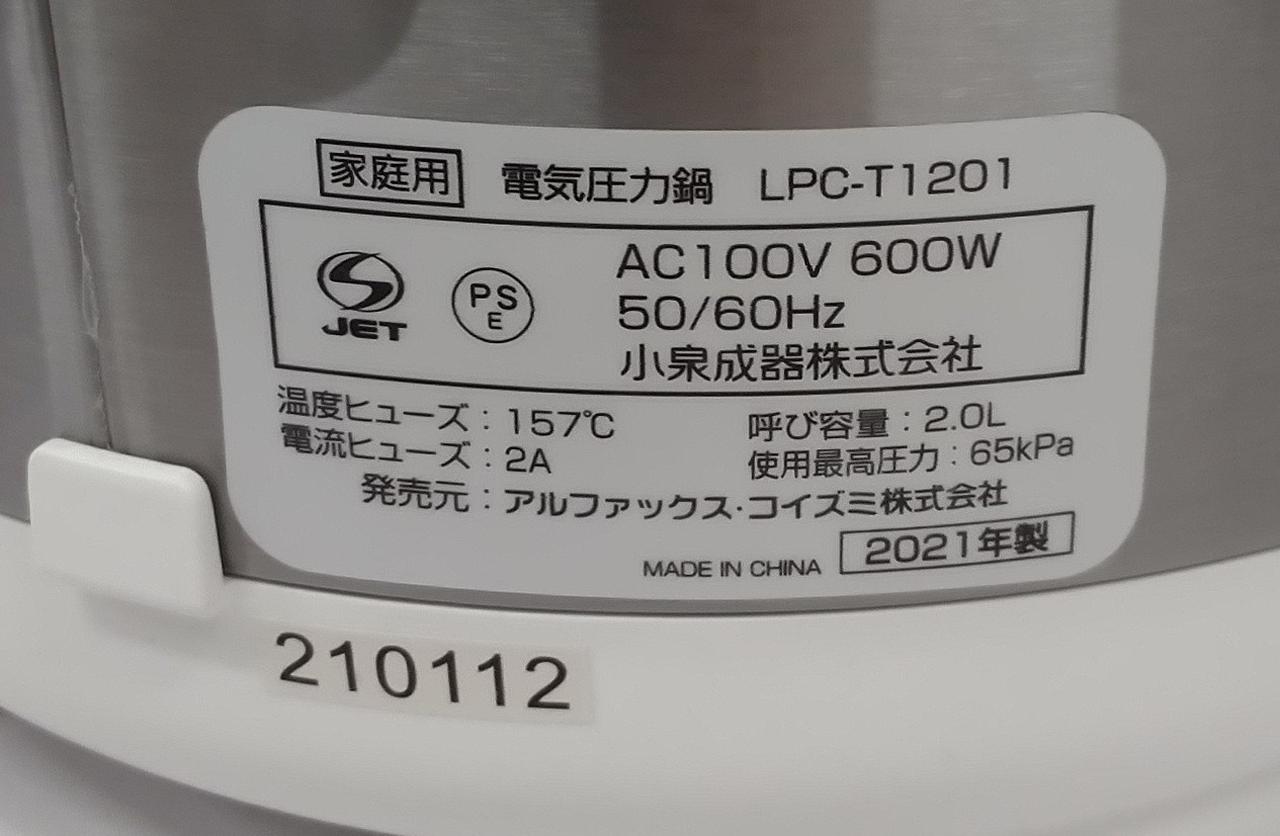 家庭用 電気圧力鍋 LPC-T1201
JET
PS
E
AC100V 600W
50/60Hz
小泉成器株式会社
温度ヒューズ：157℃ 呼び容量：2.0L
電流ヒューズ：2A 使用最高圧力：65kPa
発売元：アルファックス·コイズミ株式会社
MADE IN CHINA 2021年製
210112